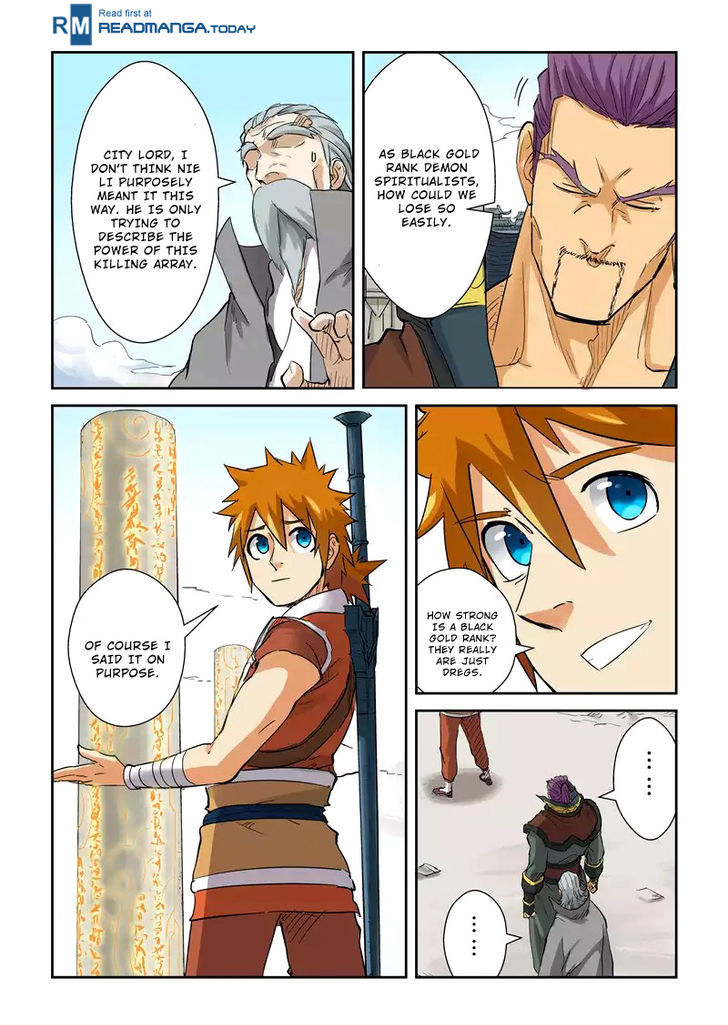 RM
Read first at
READMANGA.TODAY
CITY LORD, I
DON'T THINK NIE
LI PURPOSELY
MEANT IT THIS
WAY. HE IS ONLY
TRYING TO
DESCRIBE THE
POWER OF THIS
KILLING ARRAY.
AS BLACK GOLD
RANK DEMON
SPIRITUALISTS,
HOW COULD WE
LOSE SO
EASILY.
OF COURSE I
SAID IT ON
PURPOSE.
HOW STRONG
IS A BLACK
GOLD RANK?
THEY REALLY
ARE JUST
DREGS.
......
......